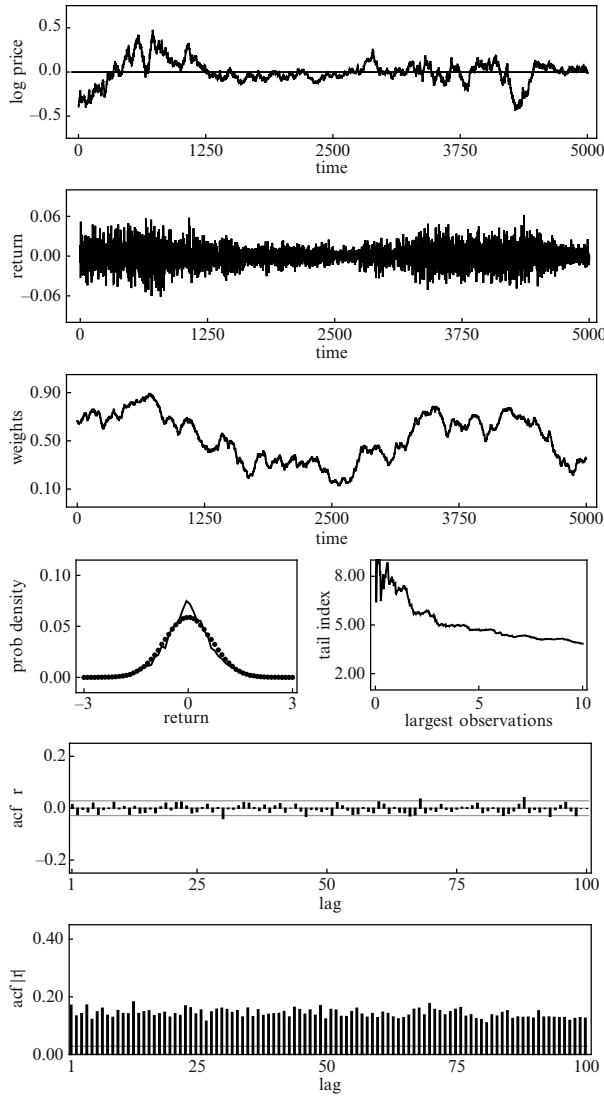 0.5
0.0
−0.5
log price
0 1250 2500 3750 5000
time
0.06
0.00
−0.06
return
0 1250 2500 3750 5000
time
0.90
0.50
0.10
weights
0 1250 2500 3750 5000
time
0.10
0.05
0.00
prob density
−3 0 3
return
8.00
5.00
2.00
tail index
0 5 10
largest observations
0.2
0.0
−0.2
acf r
1 25 50 75 100
lag
0.40
0.20
0.00
acf |r|
1 25 50 75 100
lag